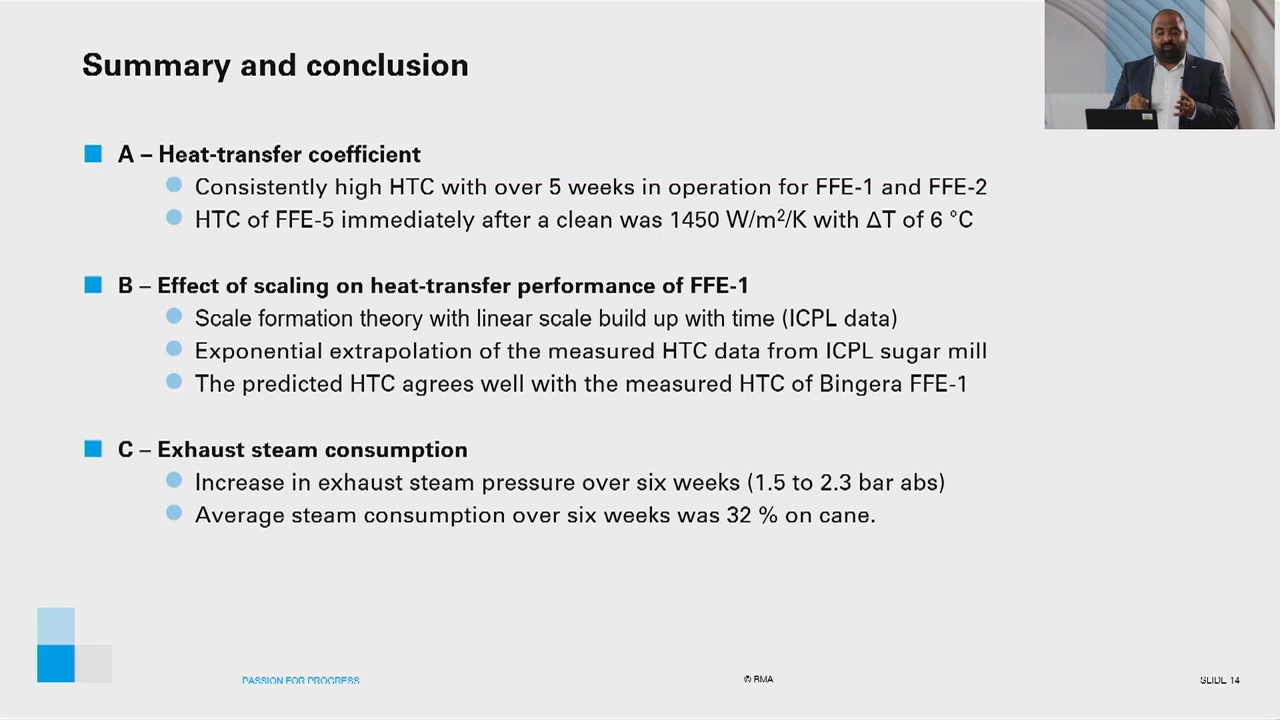 Summary and conclusion
A – Heat-transfer coefficient
Consistently high HTC with over 5 weeks in operation for FFE-1 and FFE-2
HTC of FFE-5 immediately after a clean was 1450 W/m²/K with ΔT of 6 °C
B – Effect of scaling on heat-transfer performance of FFE-1
Scale formation theory with linear scale build up with time (ICPL data)
Exponential extrapolation of the measured HTC data from ICPL sugar mill
The predicted HTC agrees well with the measured HTC of Bingera FFE-1
C – Exhaust steam consumption
Increase in exhaust steam pressure over six weeks (1.5 to 2.3 bar abs)
Average steam consumption over six weeks was 32 % on cane.
PASSION FOR PROGRESS
© BMA
SLIDE 14